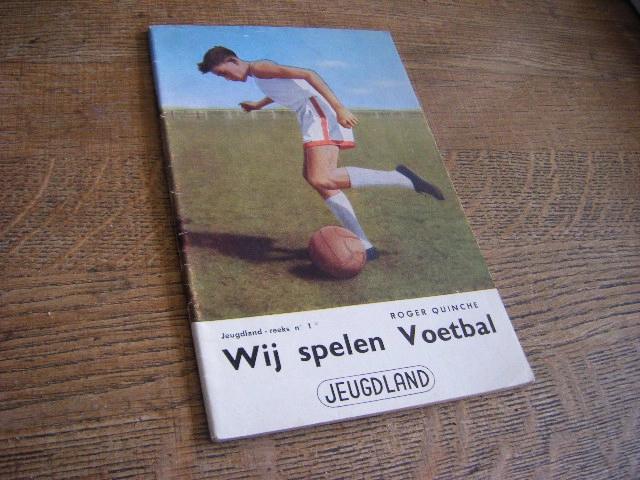 ROGER QUINCHE
Jeugdland - reeks n° 1
Wij spelen Voetbal
JEUGDLAND